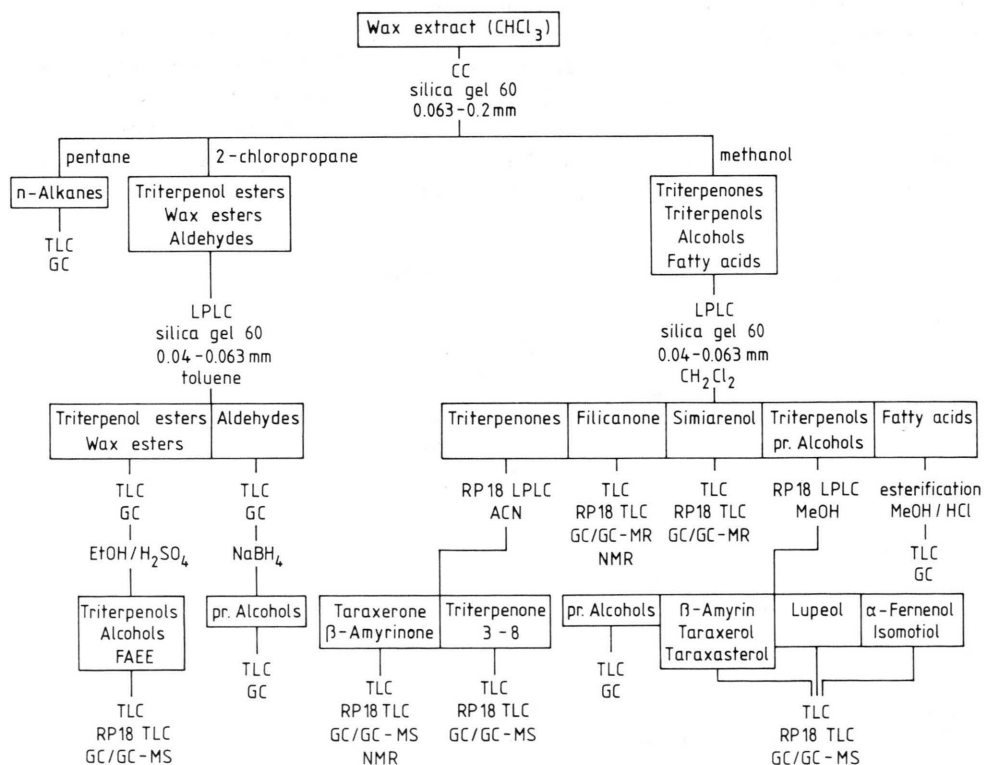 Wax extract (CHCl3)
CC
silica gel 60
0.063-0.2mm
pentane
2-chloropropane
methanol
n-Alkanes
TLC
GC
Triterpenol esters
Wax esters
Aldehydes
Triterpenones
Triterpenols
Alcohols
Fatty acids
LPLC
silica gel 60
0.04-0.063mm
toluene
LPLC
silica gel 60
0.04-0.063mm
CH2Cl2
Triterpenol esters
Wax esters
Aldehydes
Triterpenones
Filicanone
Simiarenol
Triterpenols
pr. Alcohols
Fatty acids
TLC
GC
EtOH/H2SO4
TLC
GC
NaBH4
RP18 LPLC
ACN
TLC
RP18 TLC
GC/GC-MR
NMR
TLC
RP18 TLC
GC/GC-MR
RP18 LPLC
MeOH
esterification
MeOH/HCl
TLC
GC
Triterpenols
Alcohols
FAEE
pr. Alcohols
Taraxerone
β-Amyrinone
Triterpenone
3-8
pr. Alcohols
β-Amyrin
Taraxerol
Taraxasterol
Lupeol
α-Fernenol
Isomotiol
TLC
RP18 TLC
GC/GC-MS
TLC
GC
TLC
RP18 TLC
GC/GC-MS
NMR
TLC
RP18 TLC
GC/GC-MS
TLC
GC
TLC
RP18 TLC
GC/GC-MS